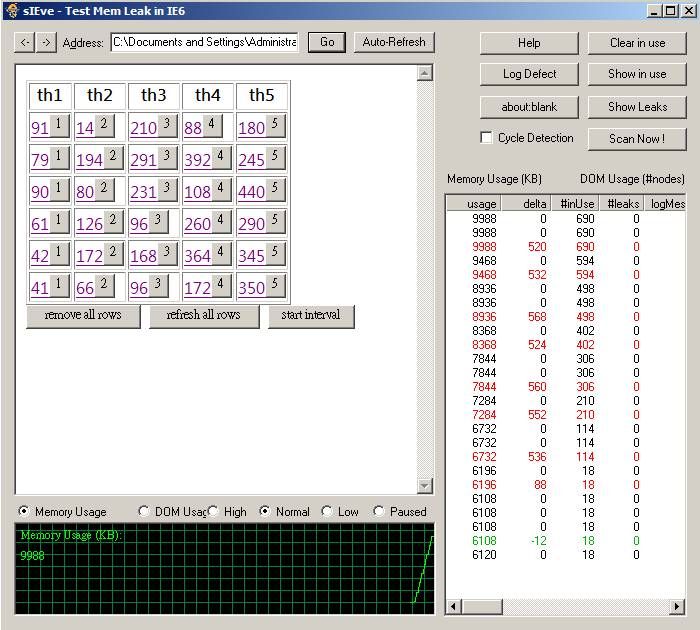 sIEve - Test Mem Leak in IE6
<- -> Address: C:\Documents and Settings\Administra Go Auto-Refresh
Help Clear in use
Log Defect Show in use
about:blank Show Leaks
Cycle Detection Scan Now !
th1 th2 th3 th4 th5
91 1 14 2 210 3 88 4 180 5
79 1 194 2 291 3 392 4 245 5
90 1 80 2 231 3 108 4 440 5
61 1 126 2 96 3 260 4 290 5
42 1 172 2 168 3 364 4 345 5
41 1 66 2 96 3 172 4 350 5
remove all rows refresh all rows start interval
Memory Usage (KB) DOM Usage (#nodes)
usage delta #inUse #leaks logMes
9988 0 690 0
9988 0 690 0
9988 520 690 0
9468 0 594 0
9468 532 594 0
8936 0 498 0
8936 0 498 0
8936 568 498 0
8368 0 402 0
8368 524 402 0
7844 0 306 0
7844 0 306 0
7844 560 306 0
7284 0 210 0
7284 552 210 0
6732 0 114 0
6732 0 114 0
6732 536 114 0
6196 0 18 0
6196 88 18 0
6108 0 18 0
6108 0 18 0
6108 0 18 0
6108 -12 18 0
6120 0 18 0
Memory Usage DOM Usag High Normal Low Paused
Memory Usage (KB):
9988